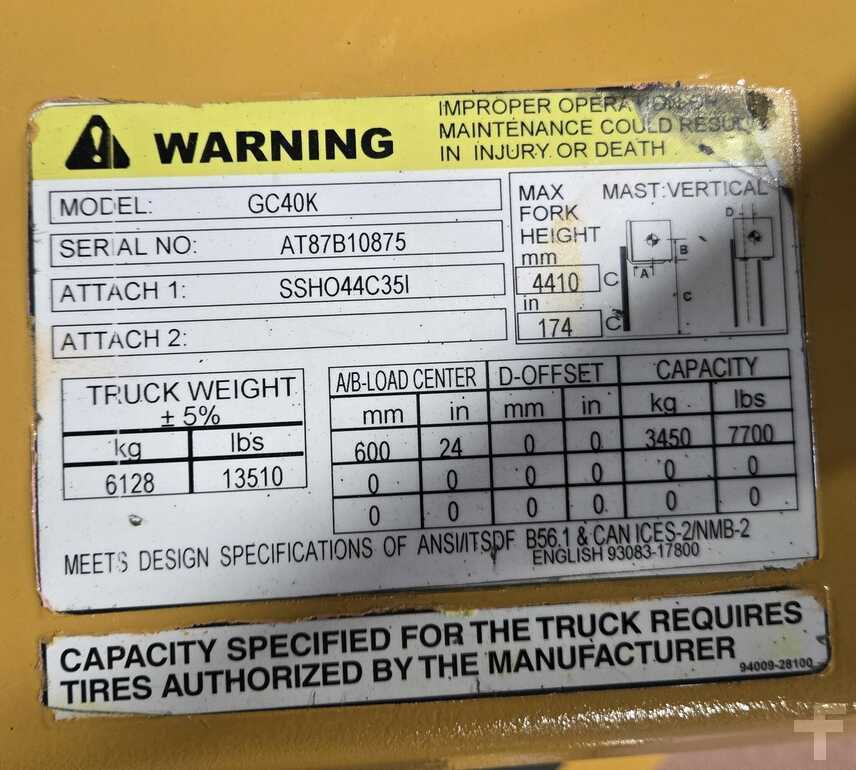 WARNING
IMPROPER OPERATION OR
MAINTENANCE COULD RESULT
IN INJURY OR DEATH
MODEL: GC40K
SERIAL NO: AT87B10875
ATTACH 1: SSHO44C35I
ATTACH 2:
MAX
FORK
HEIGHT
mm
4410 C
in
174 C
MAST:VERTICAL
D
B
A
C
TRUCK WEIGHT
± 5%
kg lbs
6128 13510
A/B-LOAD CENTER D-OFFSET CAPACITY
mm in mm in kg lbs
600 24 0 0 3450 7700
0 0 0 0 0 0
0 0 0 0 0 0
MEETS DESIGN SPECIFICATIONS OF ANSI/ITSDF B56.1 & CAN ICES-2/NMB-2
ENGLISH 93083-17800
CAPACITY SPECIFIED FOR THE TRUCK REQUIRES
TIRES AUTHORIZED BY THE MANUFACTURER
94009-28100